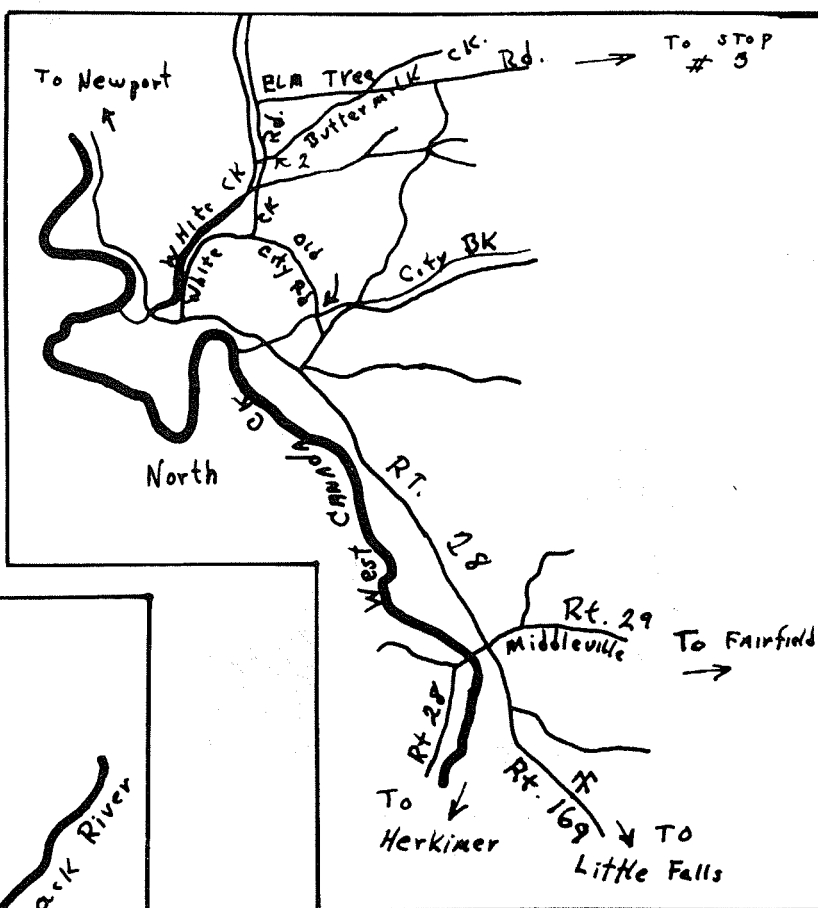 To Newport
ELM Tree Rd.
Buttermilk CK.
To STOP
# 3
Rd.
R 2
WHite CK
White CK
Old
City Rd
City BK
North
West CANADA CK
RT. 28
Rt. 29
Middleville
To Fairfield
Rt 28
Rt. 169
To
Herkimer
To
Little Falls
ack River